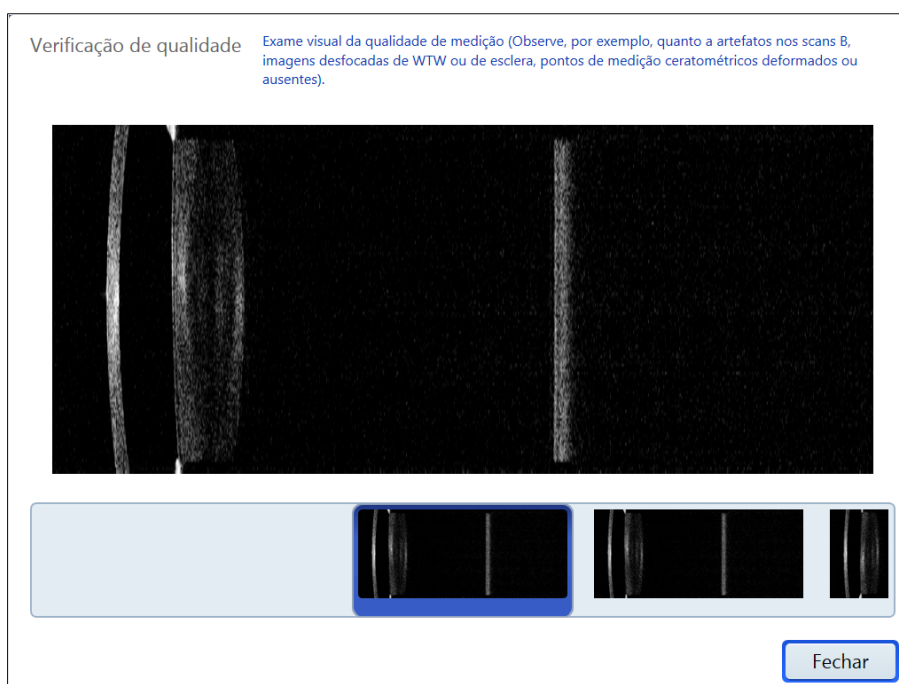 Verificação de qualidade
Exame visual da qualidade de medição (Observe, por exemplo, quanto a artefatos nos scans B,
imagens desfocadas de WTW ou de esclera, pontos de medição ceratométricos deformados ou
ausentes).
Fechar